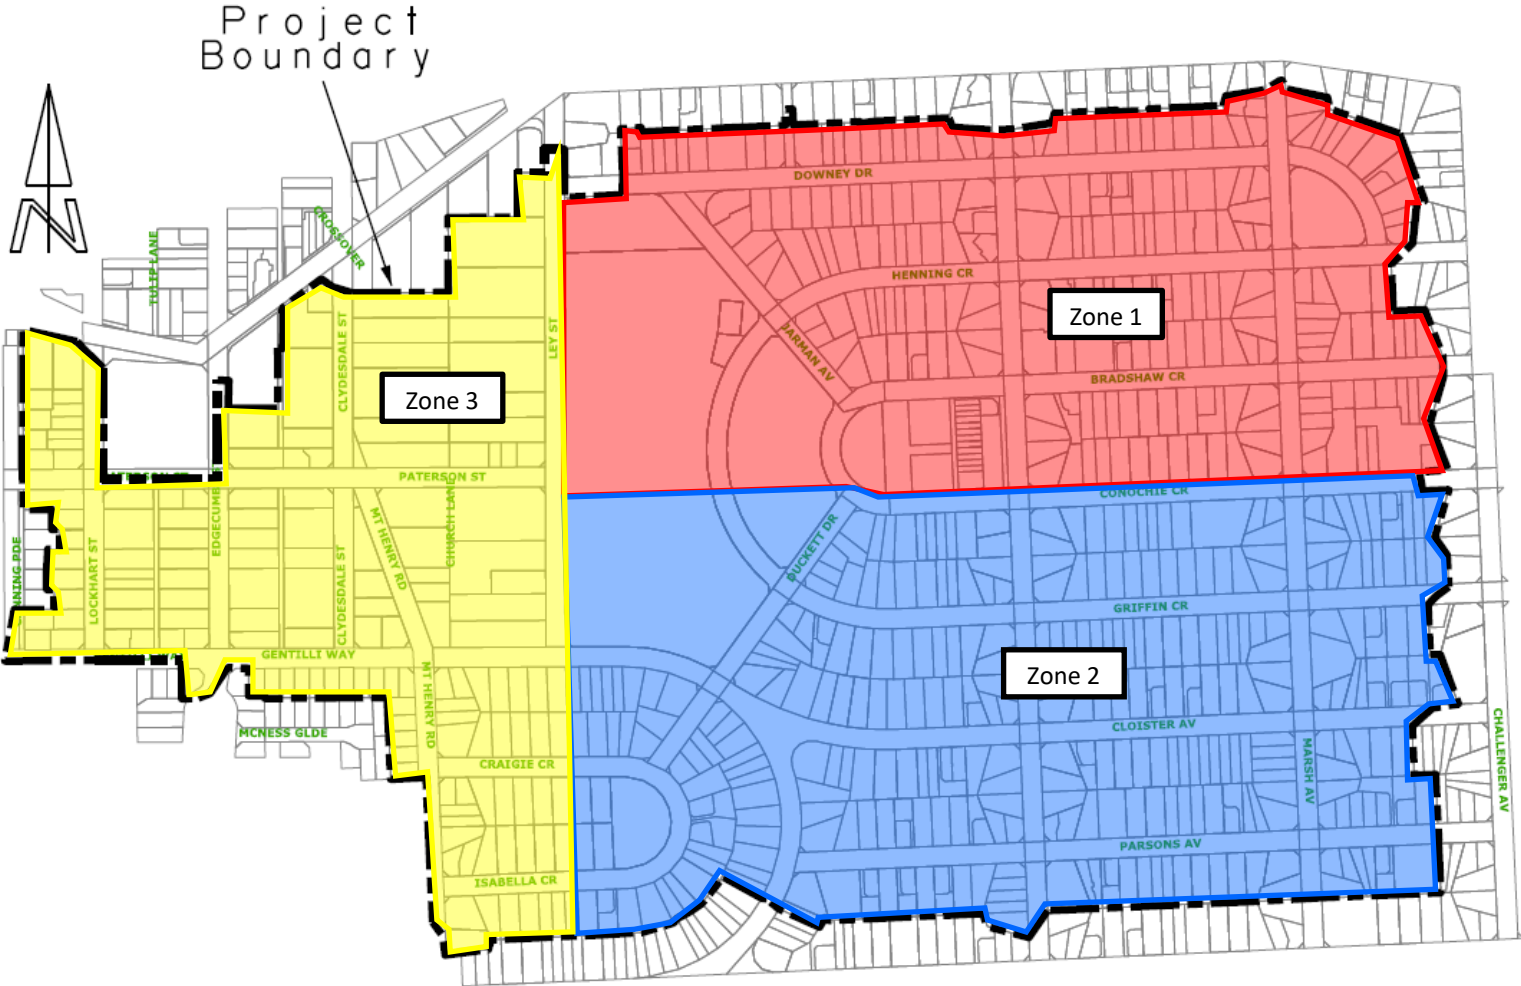 Project
Boundary
DOWNEY DR
TULIP LANE
CROSSOVER
HENNING CR
Zone 1
CLYDESDALE ST
LEY ST
JARMAN AV
BRADSHAW CR
Zone 3
PATERSON ST
CONOCHIE CR
EDGECUMBE
CHURCH LANE
MT HENRY RD
DUCKETT DR
LOCKHART ST
CLYDESDALE ST
GRIFFIN CR
GENTILLI WAY
Zone 2
MT HENRY RD
CLOISTER AV
MCNESS GLDE
MARSH AV
CHALLENGER AV
CRAIGIE CR
PARSONS AV
ISABELLA CR